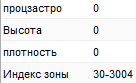 процзастро 0
Высота 0
плотность 0
Индекс зоны 30-3004